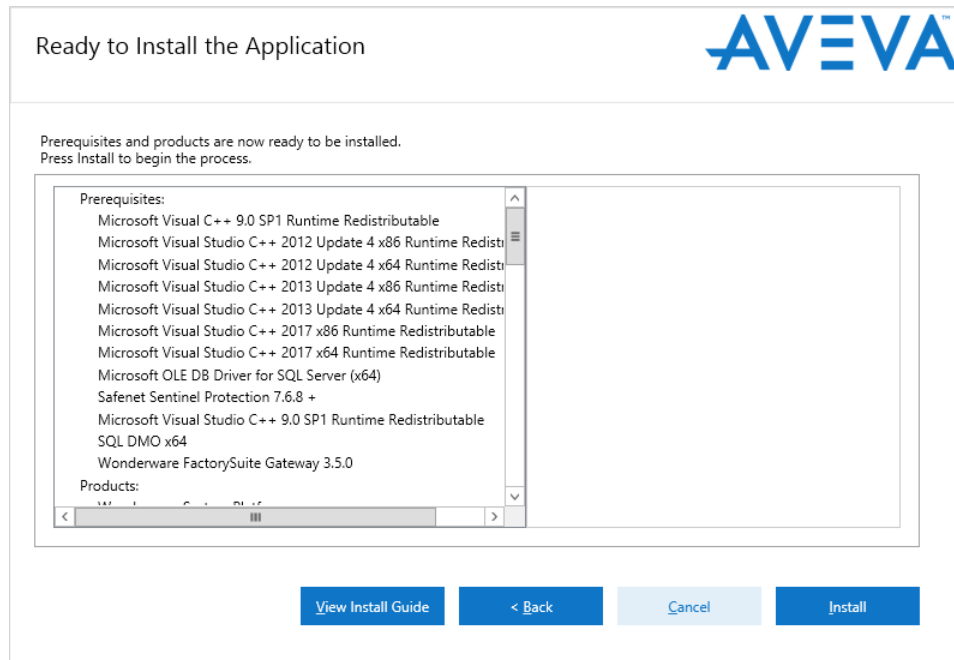 Ready to Install the Application
AVEVA™
Prerequisites and products are now ready to be installed.
Press Install to begin the process.
Prerequisites:
Microsoft Visual C++ 9.0 SP1 Runtime Redistributable
Microsoft Visual Studio C++ 2012 Update 4 x86 Runtime Redistr
Microsoft Visual Studio C++ 2012 Update 4 x64 Runtime Redistr
Microsoft Visual Studio C++ 2013 Update 4 x86 Runtime Redistr
Microsoft Visual Studio C++ 2013 Update 4 x64 Runtime Redistr
Microsoft Visual Studio C++ 2017 x86 Runtime Redistributable
Microsoft Visual Studio C++ 2017 x64 Runtime Redistributable
Microsoft OLE DB Driver for SQL Server (x64)
Safenet Sentinel Protection 7.6.8 +
Microsoft Visual Studio C++ 9.0 SP1 Runtime Redistributable
SQL DMO x64
Wonderware FactorySuite Gateway 3.5.0
Products:
View Install Guide
< Back
Cancel
Install